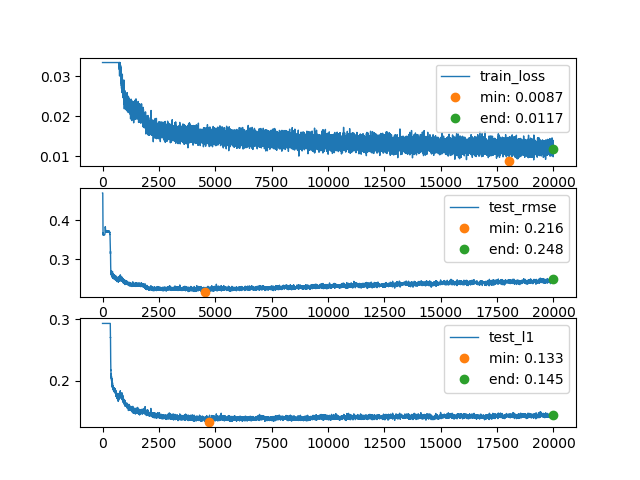 0.03
0.02
0.01
train_loss
min: 0.0087
end: 0.0117
0 2500 5000 7500 10000 12500 15000 17500 20000
0.4
0.3
test_rmse
min: 0.216
end: 0.248
0 2500 5000 7500 10000 12500 15000 17500 20000
0.3
0.2
test_l1
min: 0.133
end: 0.145
0 2500 5000 7500 10000 12500 15000 17500 20000